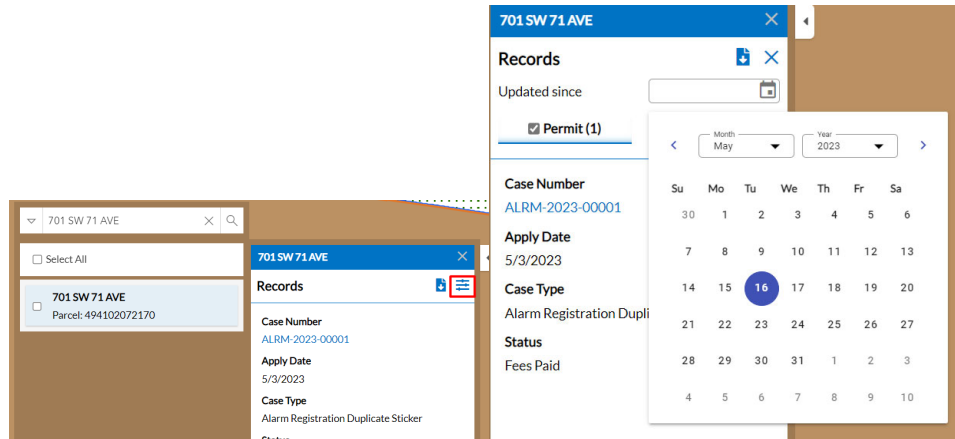 701 SW 71 AVE
Select All
701 SW 71 AVE
Parcel: 494102072170
701 SW 71 AVE
Records
Case Number
ALRM-2023-00001
Apply Date
5/3/2023
Case Type
Alarm Registration Duplicate Sticker
701 SW 71 AVE
Records
Updated since
Permit (1)
Case Number
ALRM-2023-00001
Apply Date
5/3/2023
Case Type
Alarm Registration Dupli
Status
Fees Paid
Month
May
Year
2023
Su Mo Tu We Th Fr Sa
30 1 2 3 4 5 6
7 8 9 10 11 12 13
14 15 16 17 18 19 20
21 22 23 24 25 26 27
28 29 30 31 1 2 3
4 5 6 7 8 9 10